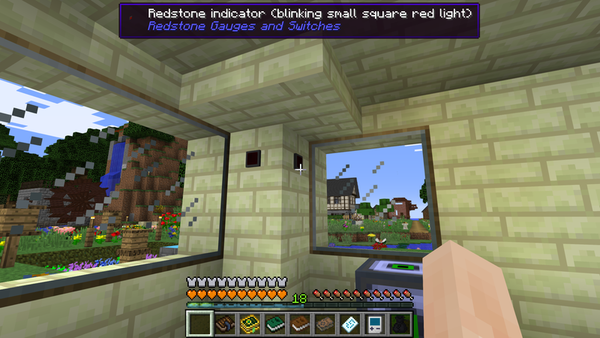 Redstone indicator (blinking small square red light)
Redstone Gauges and Switches
18